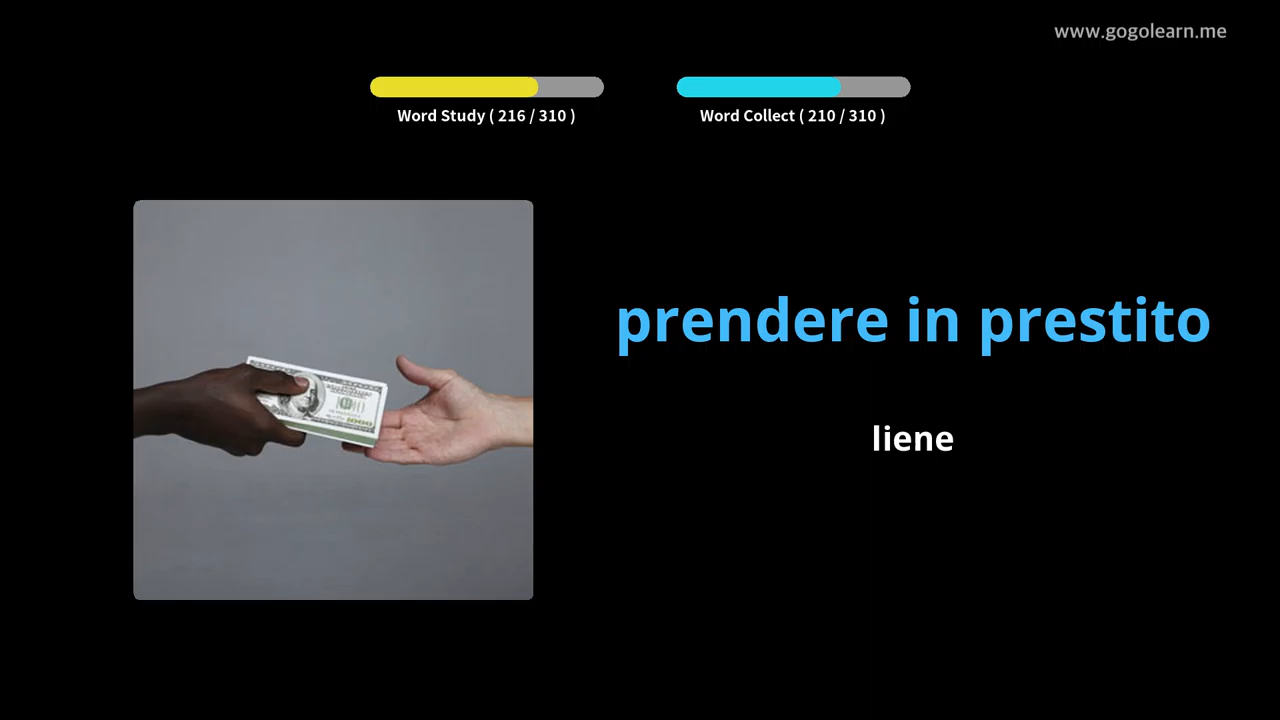 www.gogolearn.me
Word Study ( 216 / 310 )
Word Collect ( 210 / 310 )
prendere in prestito
liene